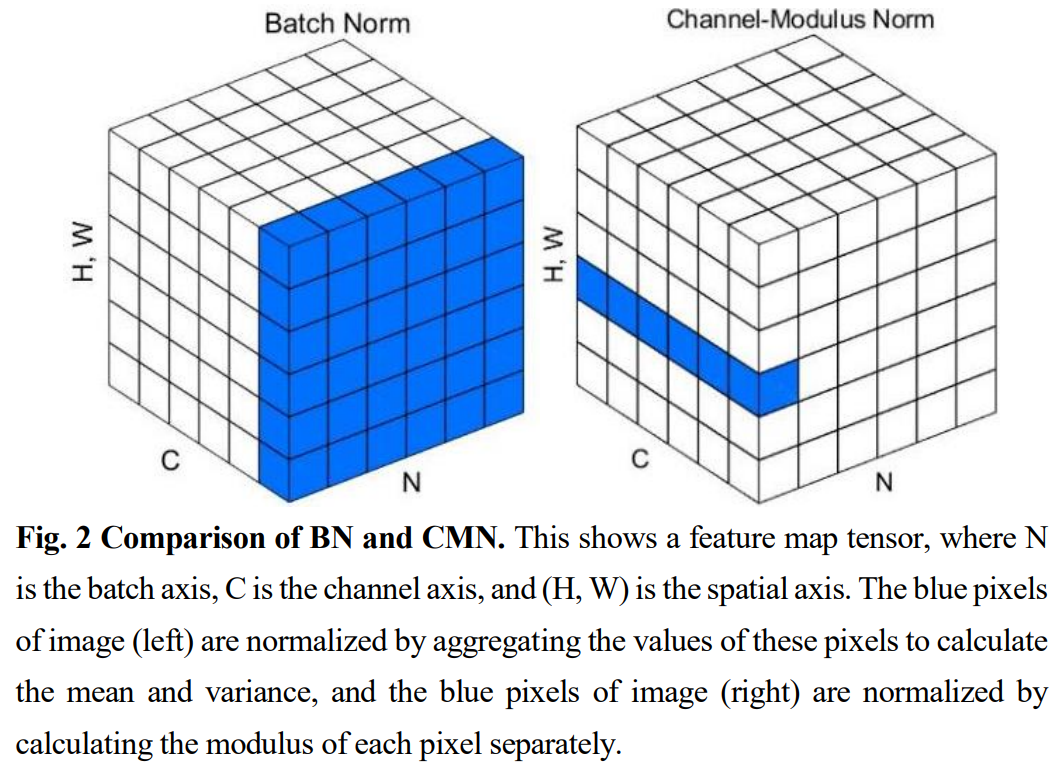 Batch Norm
Channel-Modulus Norm
H, W
C
N
H, W
C
N
Fig. 2 Comparison of BN and CMN. This shows a feature map tensor, where N
is the batch axis, C is the channel axis, and (H, W) is the spatial axis. The blue pixels
of image (left) are normalized by aggregating the values of these pixels to calculate
the mean and variance, and the blue pixels of image (right) are normalized by
calculating the modulus of each pixel separately.